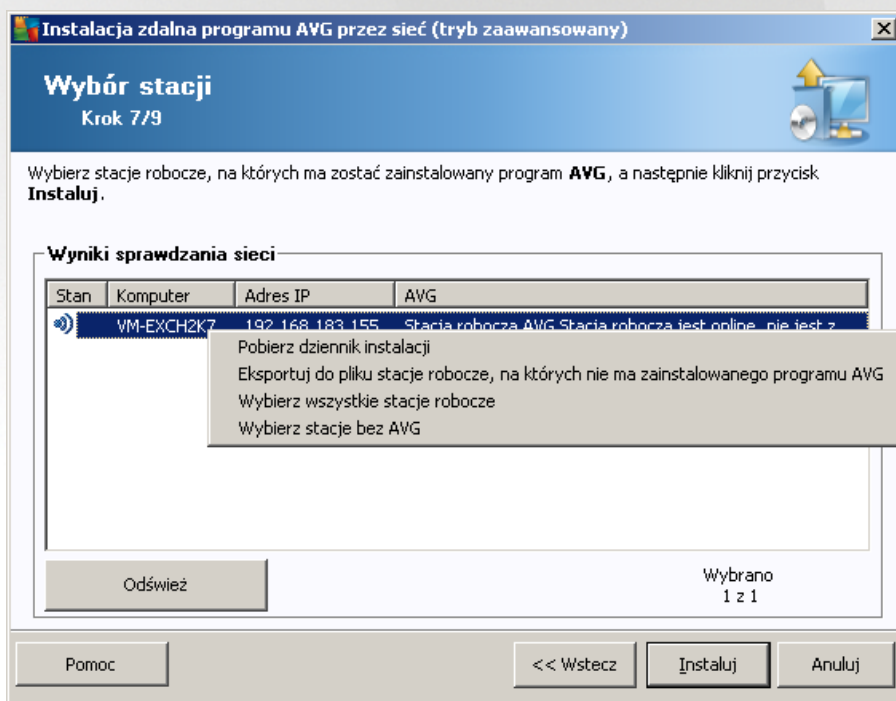 Instalacja zdalna programu AVG przez sieć (tryb zaawansowany)
Wybór stacji
Krok 7/9
Wybierz stacje robocze, na których ma zostać zainstalowany program AVG, a następnie kliknij przycisk
Instaluj.
Wyniki sprawdzania sieci
Stan Komputer Adres IP AVG
VM-EXCH2K7 192.168.183.155 Stacja robocza AVG Stacja robocza jest online, nie jest z
Pobierz dziennik instalacji
Eksportuj do pliku stacje robocze, na których nie ma zainstalowanego programu AVG
Wybierz wszystkie stacje robocze
Wybierz stacje bez AVG
Odśwież
Wybrano
1 z 1
Pomoc
<< Wstecz
Instaluj
Anuluj